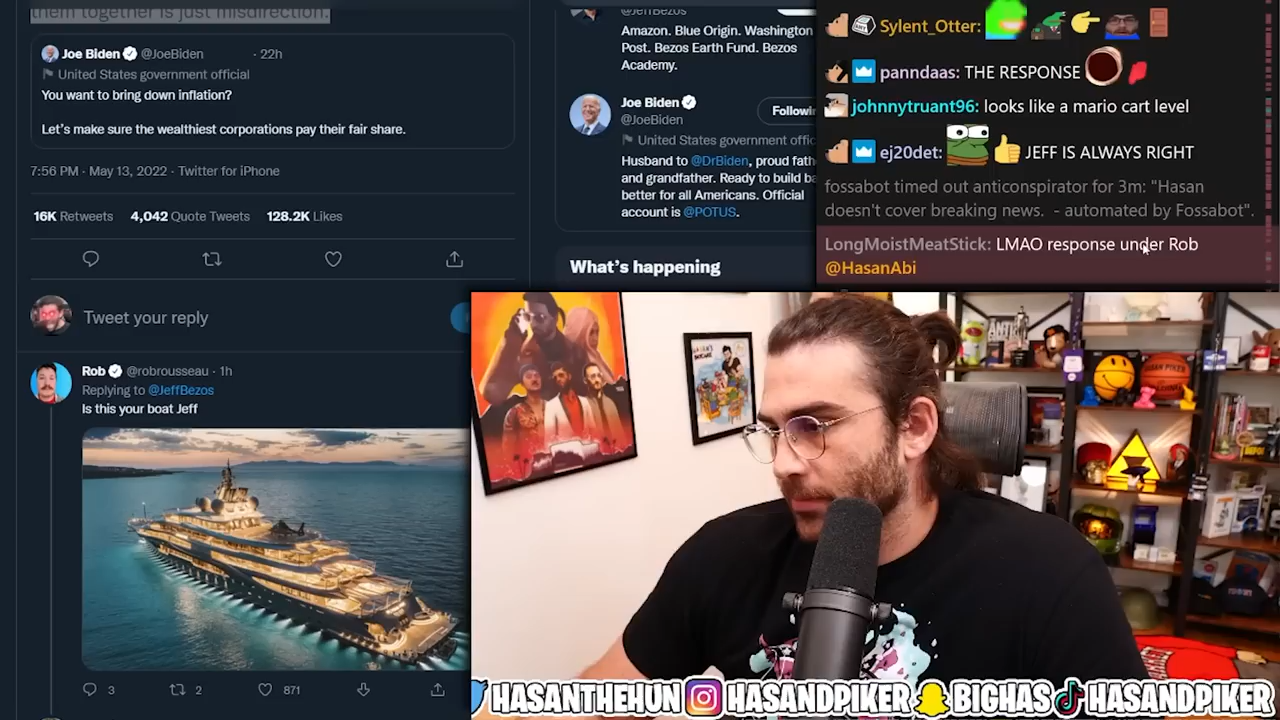 them together is just misdirection.
Joe Biden @JoeBiden · 22h
United States government official
You want to bring down inflation?
Let's make sure the wealthiest corporations pay their fair share.
7:56 PM · May 13, 2022 · Twitter for iPhone
16K Retweets 4,042 Quote Tweets 128.2K Likes
Tweet your reply
Rob @robrousseau · 1h
Replying to @JeffBezos
Is this your boat Jeff
3 2 871
@JeffBezos
Amazon. Blue Origin. Washington
Post. Bezos Earth Fund. Bezos
Academy.
Joe Biden
@JoeBiden
Followin
United States government offic
Husband to @DrBiden, proud fath
and grandfather. Ready to build ba
better for all Americans. Official
account is @POTUS.
What's happening
Sylent_Otter:
panndaas: THE RESPONSE
johnnytruant96: looks like a mario cart level
ej20det: JEFF IS ALWAYS RIGHT
fossabot timed out anticonspirator for 3m: "Hasan
doesn't cover breaking news. - automated by Fossabot".
LongMoistMeatStick: LMAO response under Rob
@HasanAbi
HASANTHEHUN HASANDPIKER BIGHAS HASANDPIKER